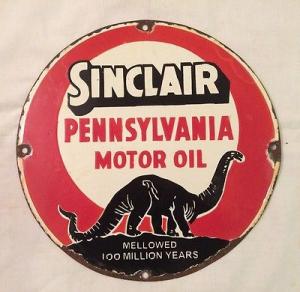 SINCLAIR
PENNSYLVANIA
MOTOR OIL
MELLOWED
100 MILLION YEARS